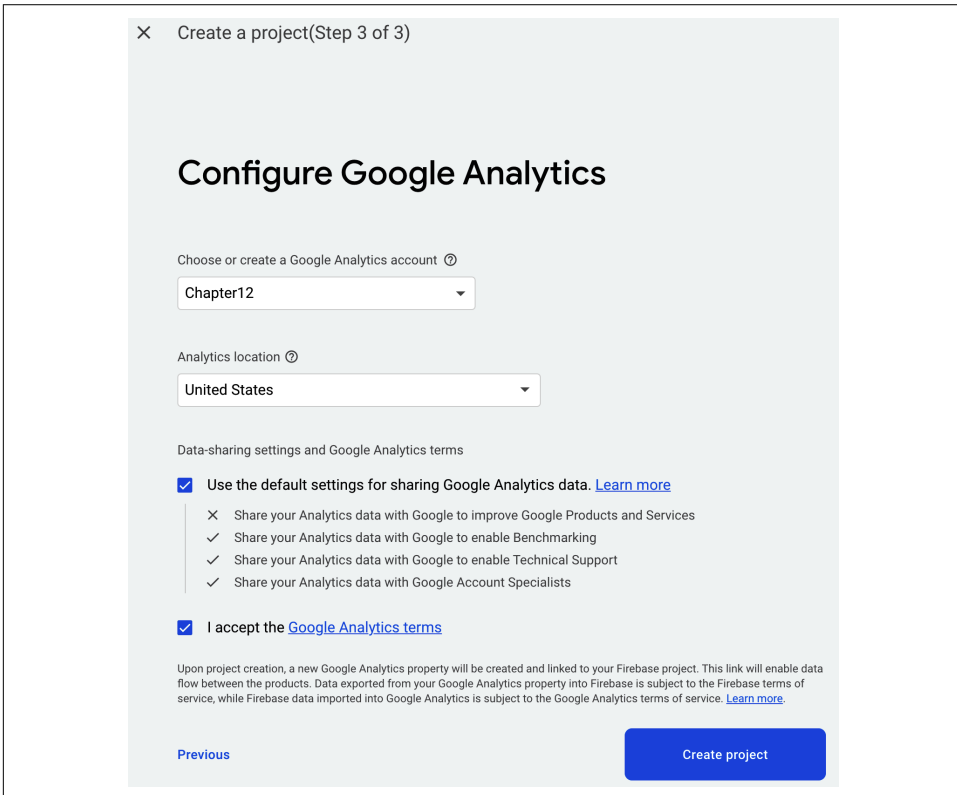 Create a project(Step 3 of 3)
Configure Google Analytics
Choose or create a Google Analytics account
Chapter12
Analytics location
United States
Data-sharing settings and Google Analytics terms
Use the default settings for sharing Google Analytics data. Learn more
Share your Analytics data with Google to improve Google Products and Services
Share your Analytics data with Google to enable Benchmarking
Share your Analytics data with Google to enable Technical Support
Share your Analytics data with Google Account Specialists
I accept the Google Analytics terms
Upon project creation, a new Google Analytics property will be created and linked to your Firebase project. This link will enable data
flow between the products. Data exported from your Google Analytics property into Firebase is subject to the Firebase terms of
service, while Firebase data imported into Google Analytics is subject to the Google Analytics terms of service. Learn more.
Previous
Create project